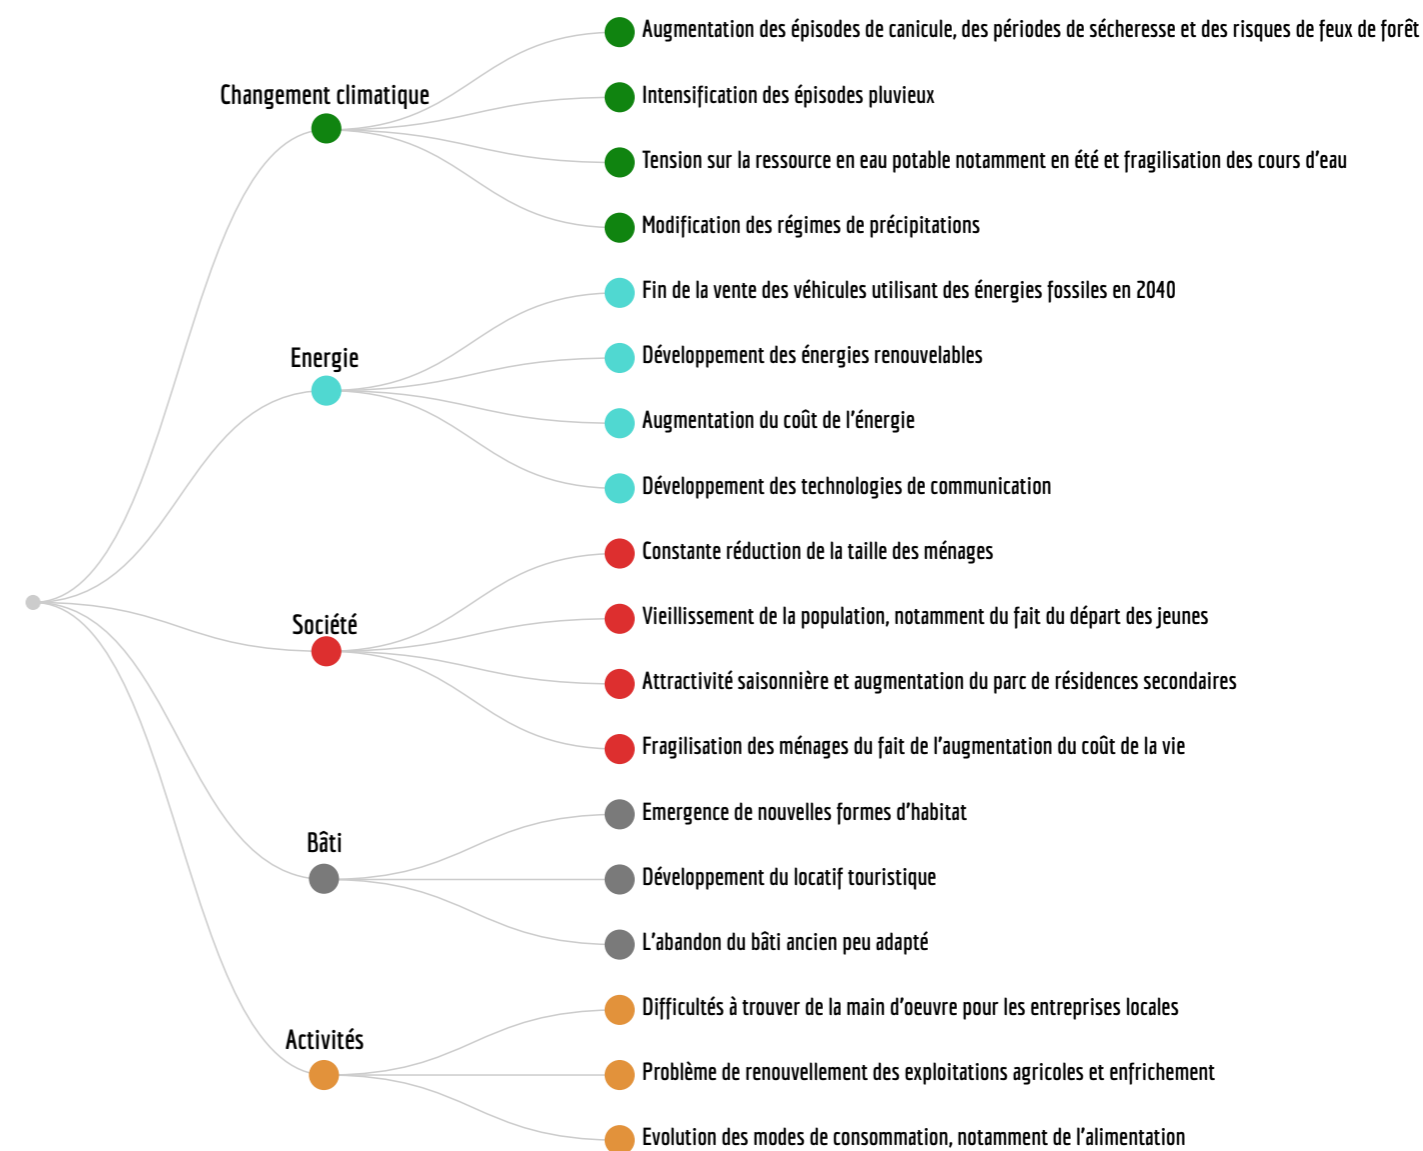 Changement climatique
Augmentation des épisodes de canicule, des périodes de sécheresse et des risques de feux de forêt
Intensification des épisodes pluvieux
Tension sur la ressource en eau potable notamment en été et fragilisation des cours d'eau
Modification des régimes de précipitations
Energie
Fin de la vente des véhicules utilisant des énergies fossiles en 2040
Développement des énergies renouvelables
Augmentation du coût de l'énergie
Développement des technologies de communication
Société
Constante réduction de la taille des ménages
Vieillissement de la population, notamment du fait du départ des jeunes
Attractivité saisonnière et augmentation du parc de résidences secondaires
Fragilisation des ménages du fait de l'augmentation du coût de la vie
Bâti
Emergence de nouvelles formes d'habitat
Développement du locatif touristique
L'abandon du bâti ancien peu adapté
Activités
Difficultés à trouver de la main d'oeuvre pour les entreprises locales
Problème de renouvellement des exploitations agricoles et enfrichement
Evolution des modes de consommation, notamment de l'alimentation